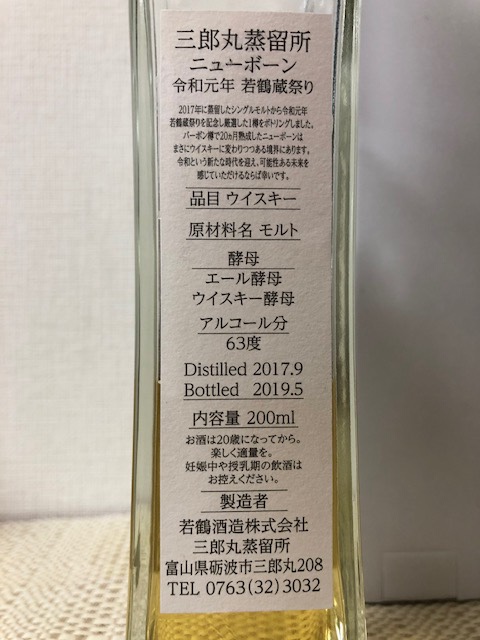 三郎丸蒸留所
ニューボーン
令和元年 若鶴蔵祭り
2017年に蒸留したシングルモルトから令和元年
若鶴蔵祭りを記念し厳選した1樽をボトリングしました。
バーボン樽で20ヵ月熟成したニューボーンは
まさにウイスキーに変わりつつある境界にあります。
令和という新たな時代を迎え、可能性ある未来を
感じていただけるならば幸いです。
品目 ウイスキー
原材料名 モルト
酵母
エール酵母
ウイスキー酵母
アルコール分
63度
Distilled 2017.9
Bottled 2019.5
内容量 200ml
お酒は20歳になってから。
楽しく適量を。
妊娠中や授乳期の飲酒は
お控えください。
製造者
若鶴酒造株式会社
三郎丸蒸留所
富山県砺波市三郎丸208
TEL 0763(32)3032